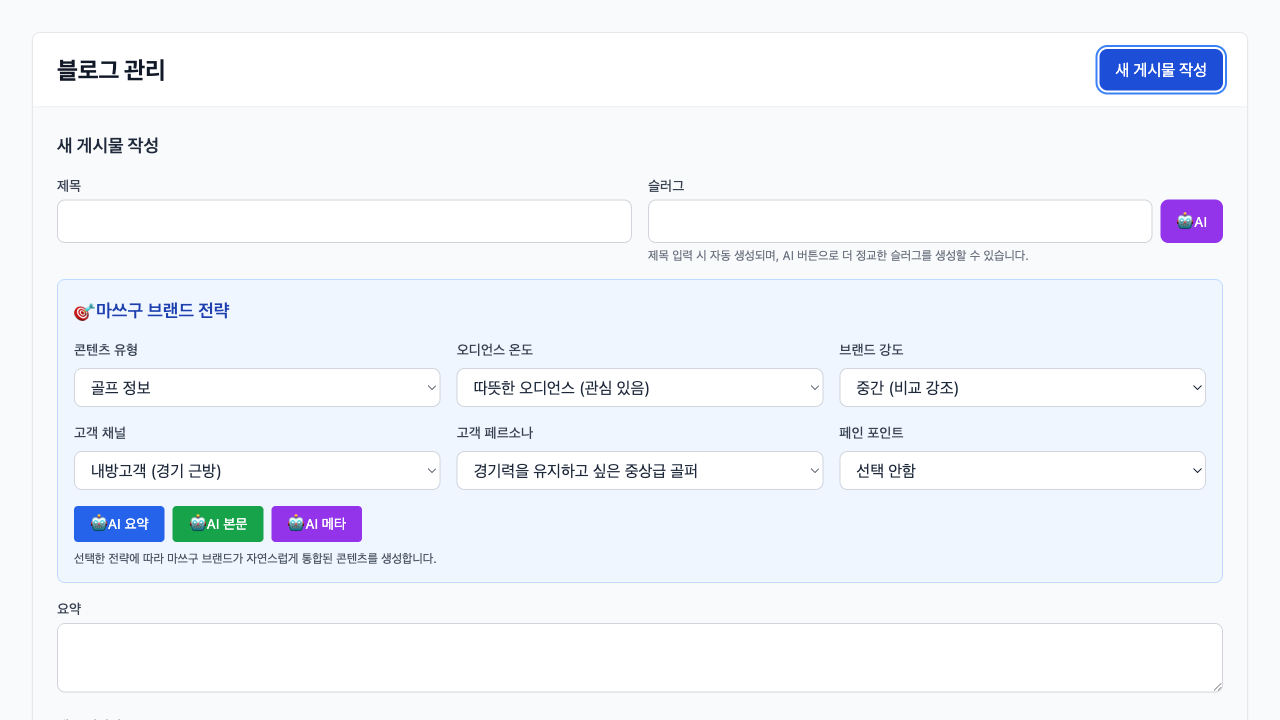 블로그 관리
새 게시물 작성
새 게시물 작성
제목
슬러그
AI
제목 입력 시 자동 생성되며, AI 버튼으로 더 정교한 슬러그를 생성할 수 있습니다.
마쓰구 브랜드 전략
콘텐츠 유형
오디언스 온도
브랜드 강도
골프 정보
따뜻한 오디언스 (관심 있음)
중간 (비교 강조)
고객 채널
고객 페르소나
페인 포인트
내방고객 (경기 근방)
경기력을 유지하고 싶은 중상급 골퍼
선택 안함
AI 요약
AI 본문
AI 메타
선택한 전략에 따라 마쓰구 브랜드가 자연스럽게 통합된 콘텐츠를 생성합니다.
요약